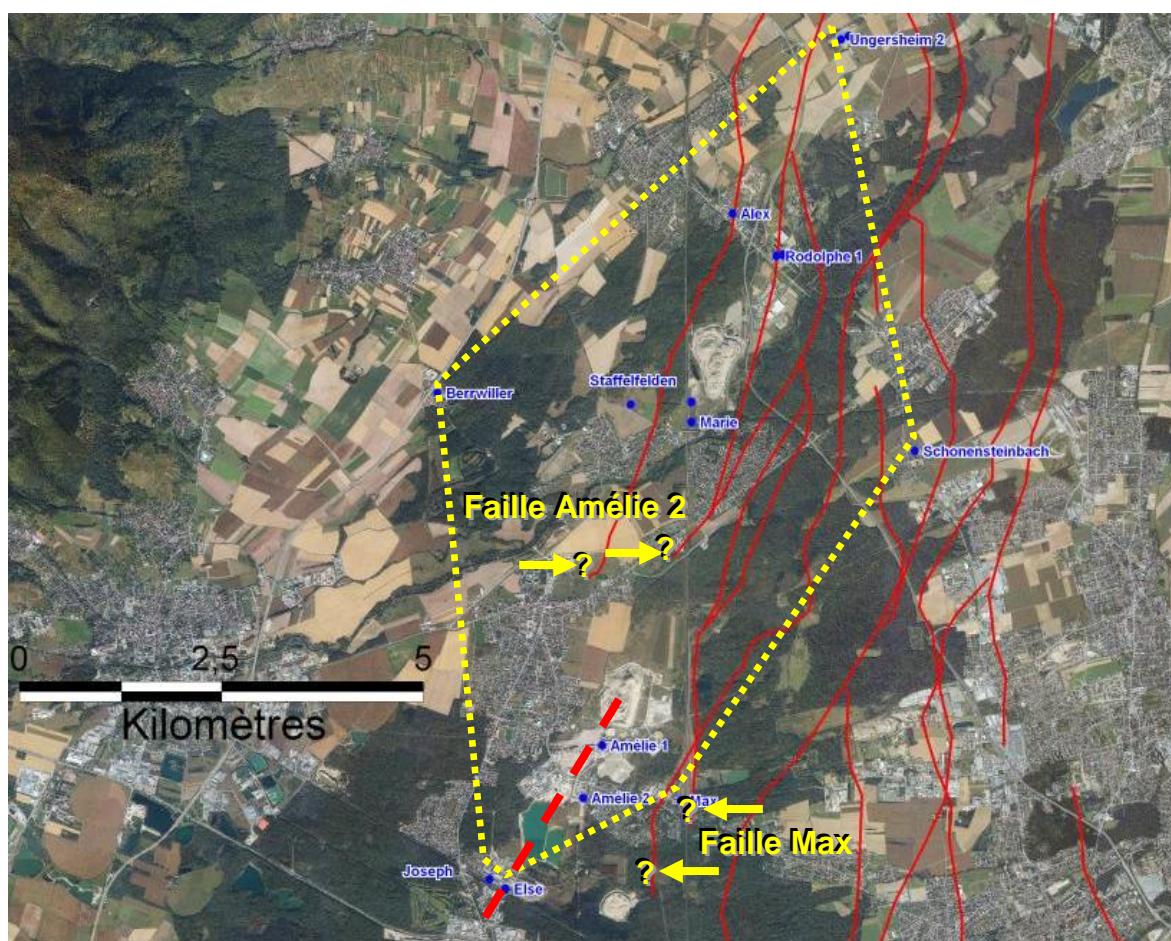 Ungersheim 2
Alex
Rodolphe 1
Staffelfelden
Berrwiller
Marie
Schonensteinbach
Faille Amélie 2
?
?
0 2,5 5
Kilomètres
Amélie 1
Amélie 2
Max
?
Faille Max
?
Joseph
Else